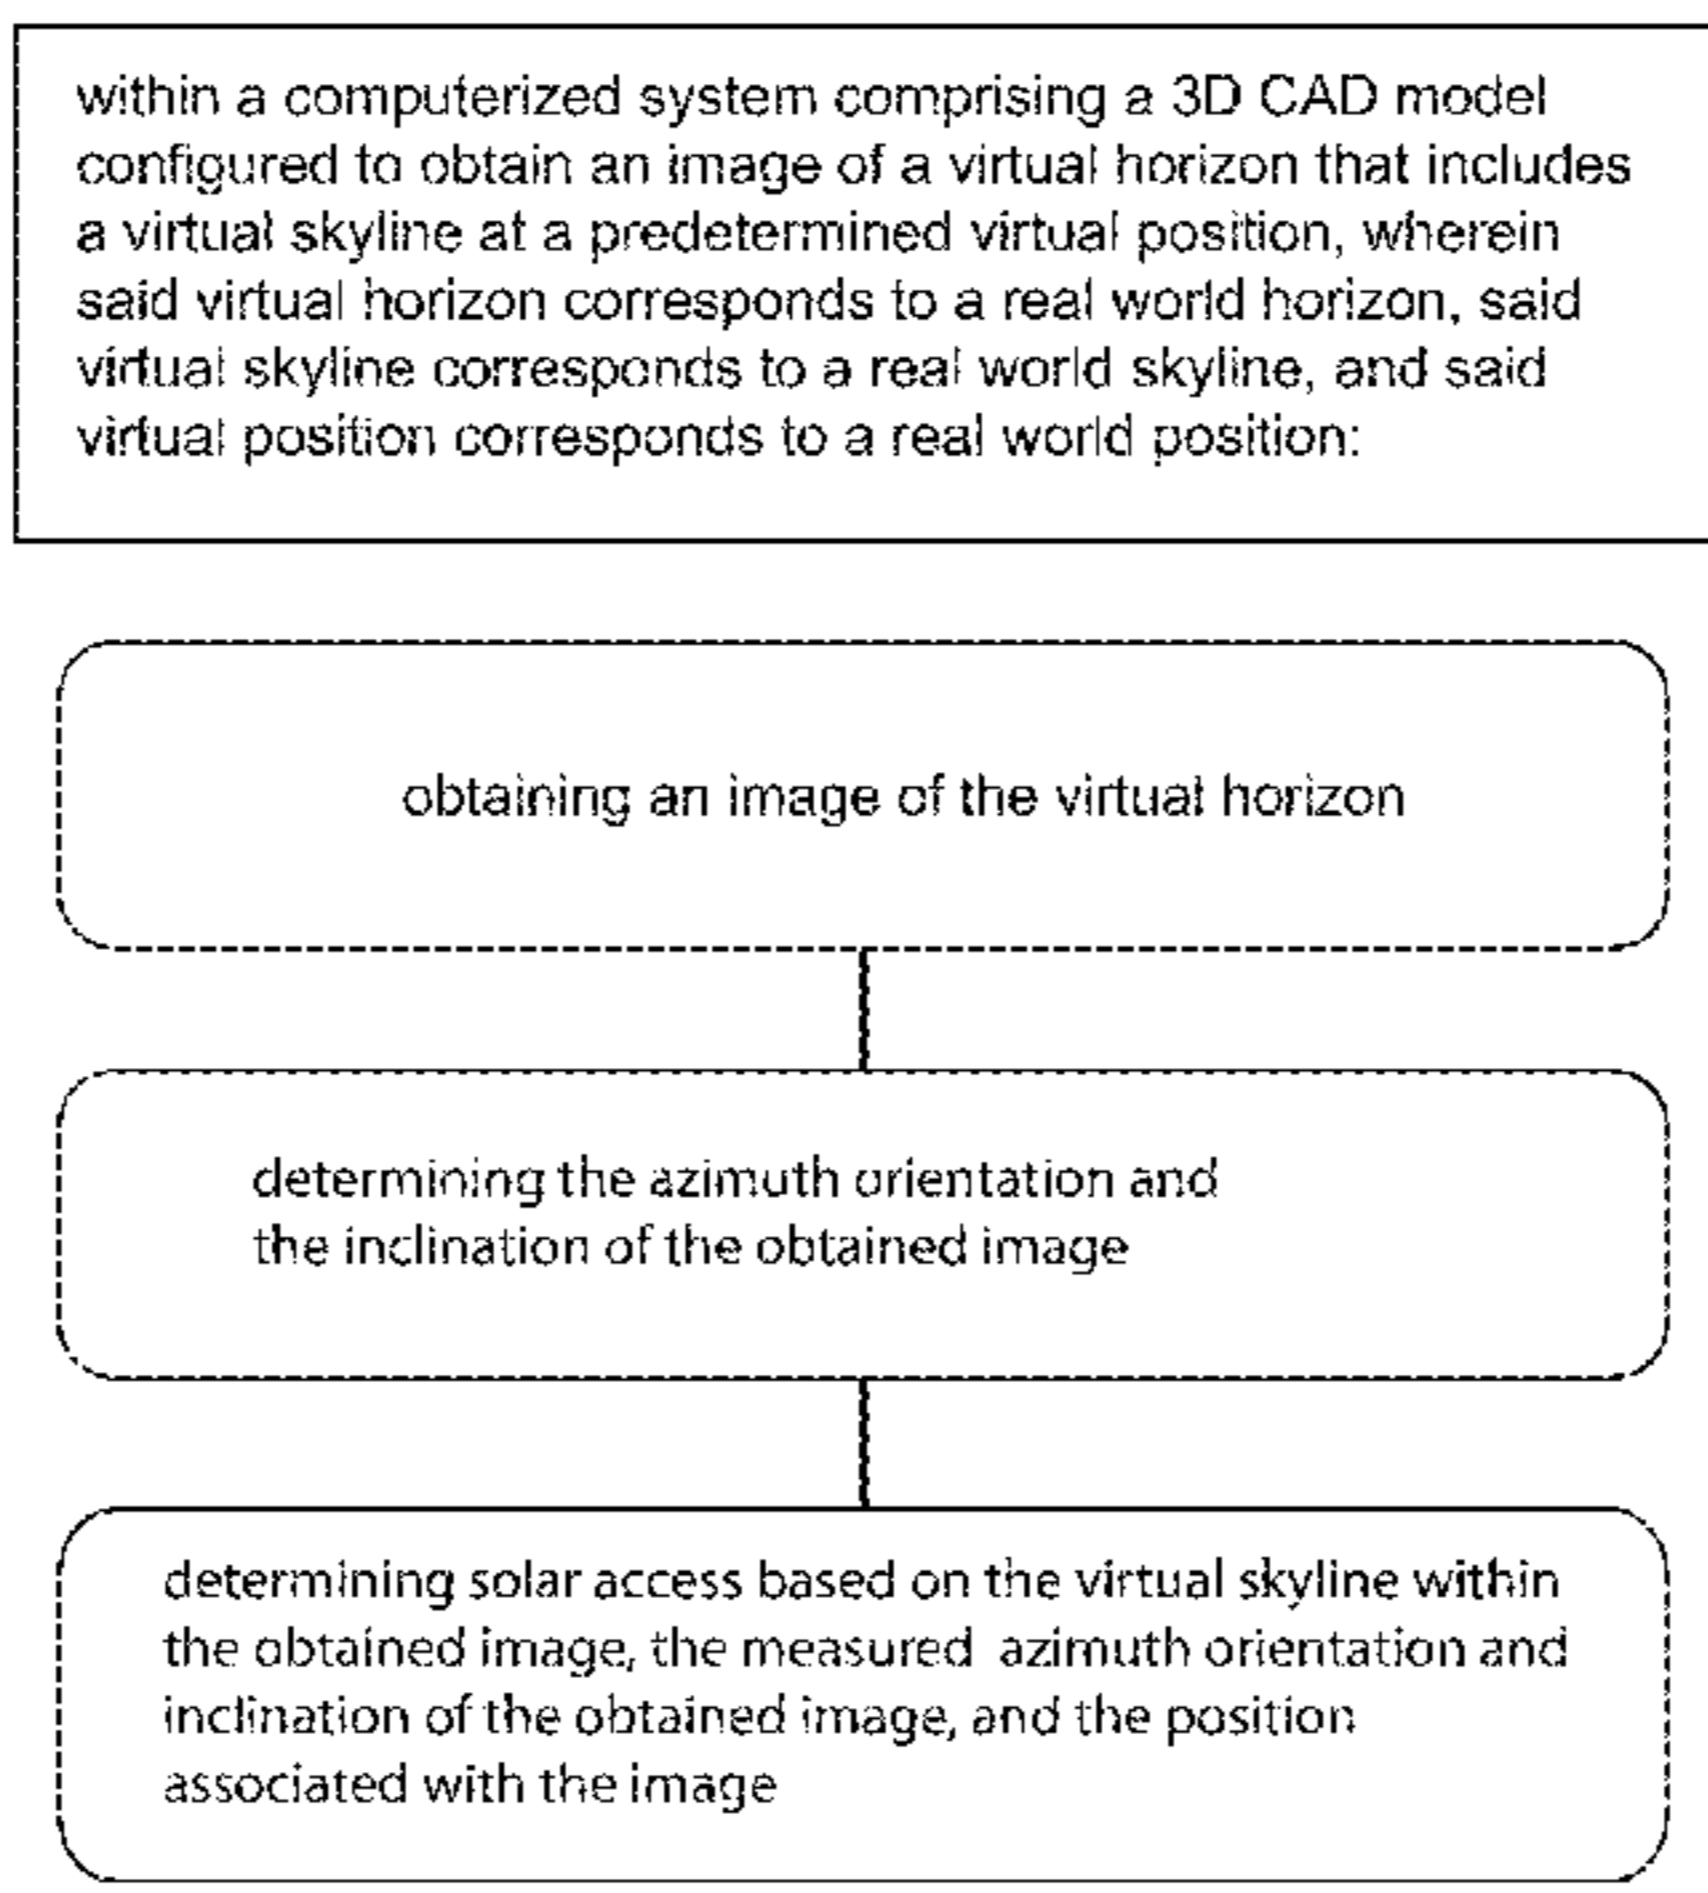 within a computerized system comprising a 3D CAD model
configured to obtain an image of a virtual horizon that includes
a virtual skyline at a predetermined virtual position, wherein
said virtual horizon corresponds to a real world horizon, said
virtual skyline corresponds to a real world skyline, and said
virtual position corresponds to a real world position:
obtaining an image of the virtual horizon
determining the azimuth orientation and
the inclination of the obtained image
determining solar access based on the virtual skyline within
the obtained image, the measured azimuth orientation and
inclination of the obtained image, and the position
associated with the image